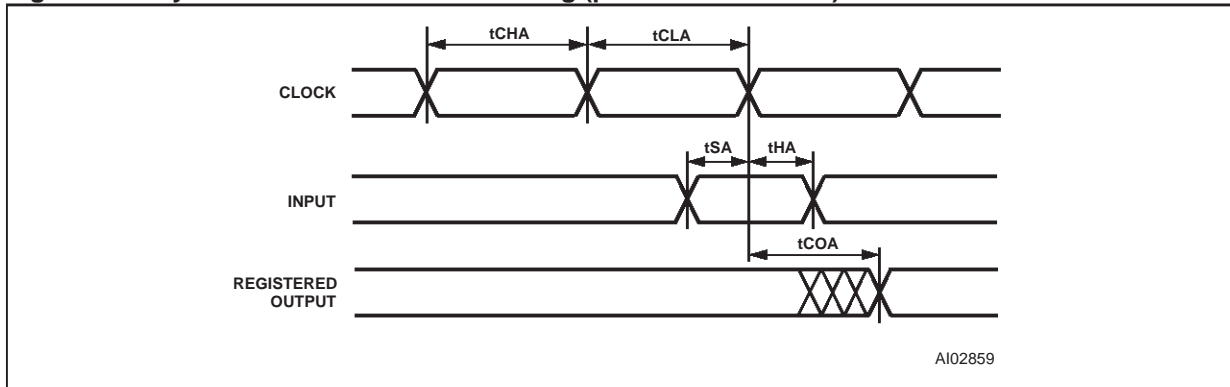 tCHA
tCLA
CLOCK
tSA
tHA
INPUT
tCOA
REGISTERED
OUTPUT
AI02859